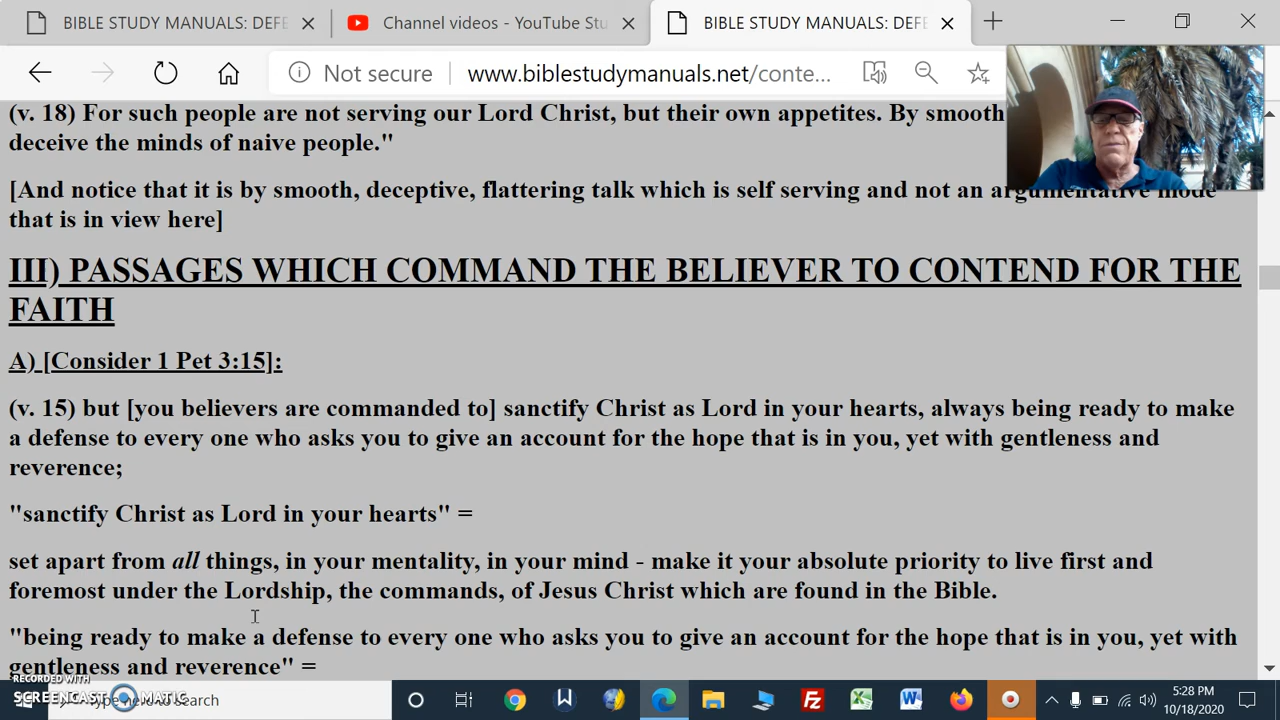 BIBLE STUDY MANUALS: DEFE
Channel videos - YouTube Stu
BIBLE STUDY MANUALS: DEFE
Not secure
www.biblestudymanuals.net/conte...
(v. 18) For such people are not serving our Lord Christ, but their own appetites. By smooth
deceive the minds of naive people."
[And notice that it is by smooth, deceptive, flattering talk which is self serving and not an argumentative mode
that is in view here]
III) PASSAGES WHICH COMMAND THE BELIEVER TO CONTEND FOR THE
FAITH
A) [Consider 1 Pet 3:15]:
(v. 15) but [you believers are commanded to] sanctify Christ as Lord in your hearts, always being ready to make
a defense to every one who asks you to give an account for the hope that is in you, yet with gentleness and
reverence;
"sanctify Christ as Lord in your hearts" =
set apart from all things, in your mentality, in your mind - make it your absolute priority to live first and
foremost under the Lordship, the commands, of Jesus Christ which are found in the Bible.
"being ready to make a defense to every one who asks you to give an account for the hope that is in you, yet with
gentleness and reverence" =
RECORDED WITH
SCREENCAST MATIC
Type here to search
5:28 PM
10/18/2020